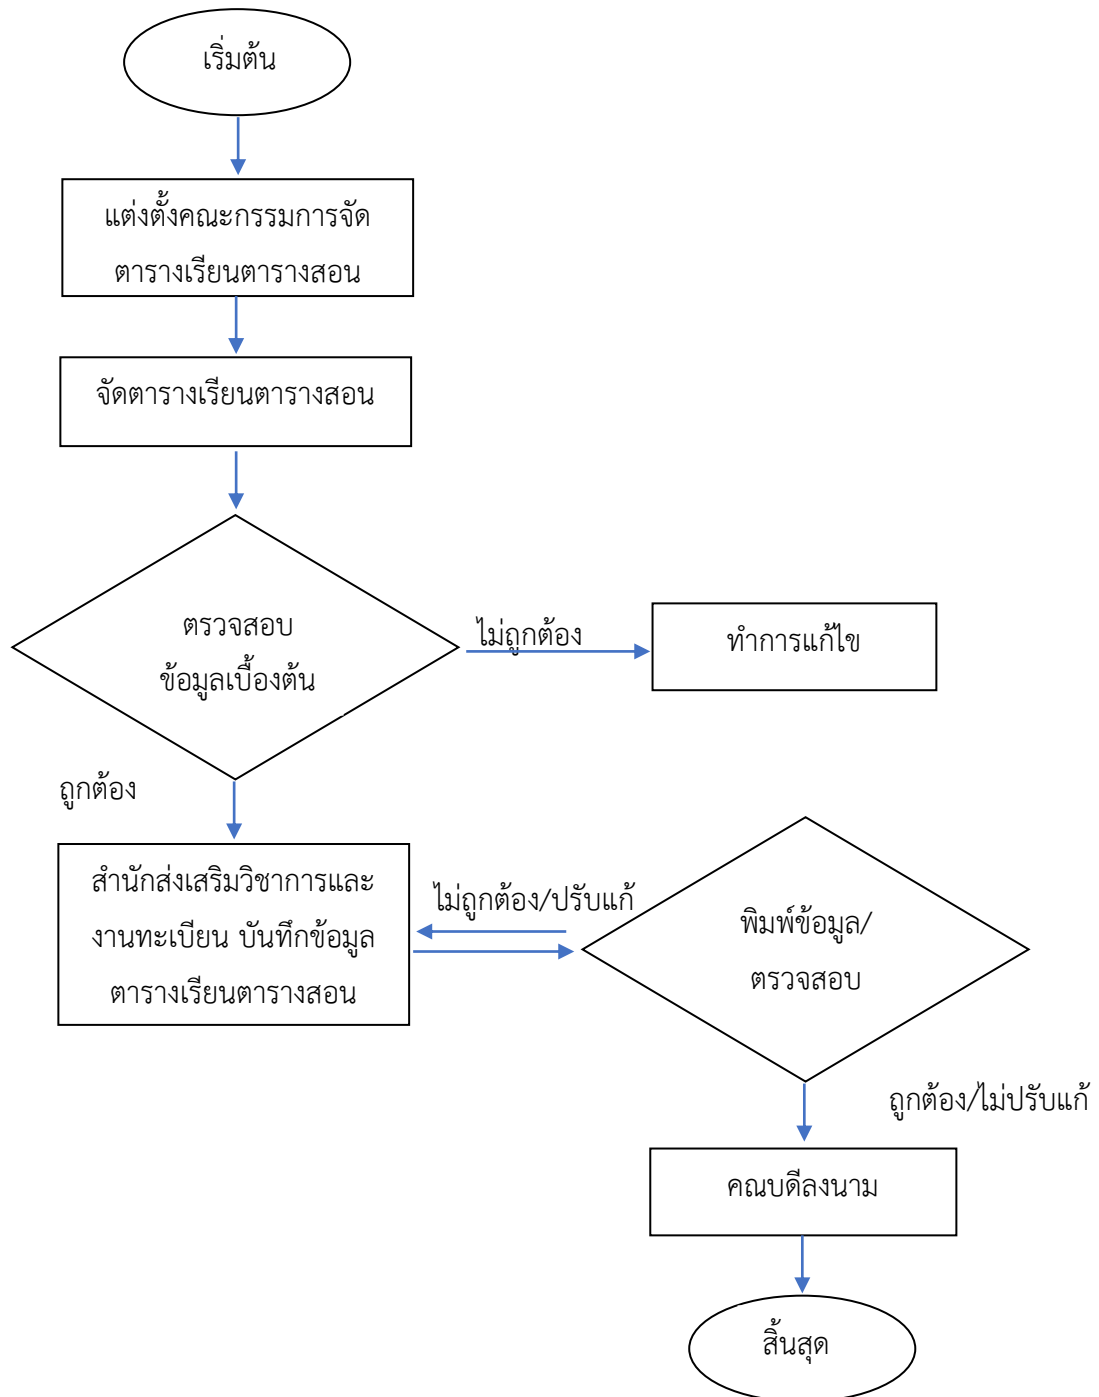 เริ่มต้น
แต่งตั้งคณะกรรมการจัด
ตารางเรียนตารางสอน
จัดตารางเรียนตารางสอน
ตรวจสอบ
ข้อมูลเบื้องต้น
ไม่ถูกต้อง
ทำการแก้ไข
ถูกต้อง
สำนักส่งเสริมวิชาการและ
งานทะเบียน บันทึกข้อมูล
ตารางเรียนตารางสอน
ไม่ถูกต้อง/ปรับแก้
พิมพ์ข้อมูล/
ตรวจสอบ
ถูกต้อง/ไม่ปรับแก้
คณบดีลงนาม
สิ้นสุด